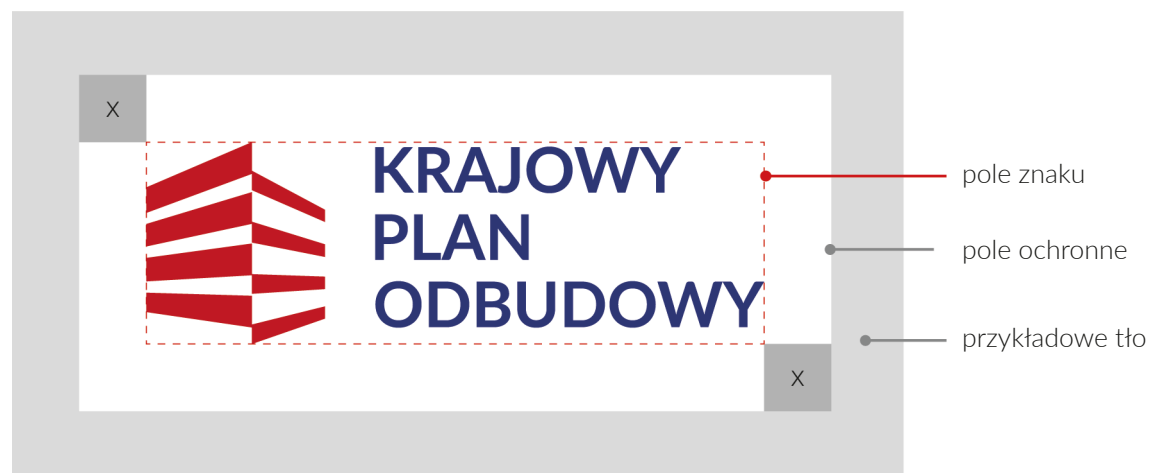 X
KRAJOWY
PLAN
ODBUDOWY
X
pole znaku
pole ochronne
przykładowe tło